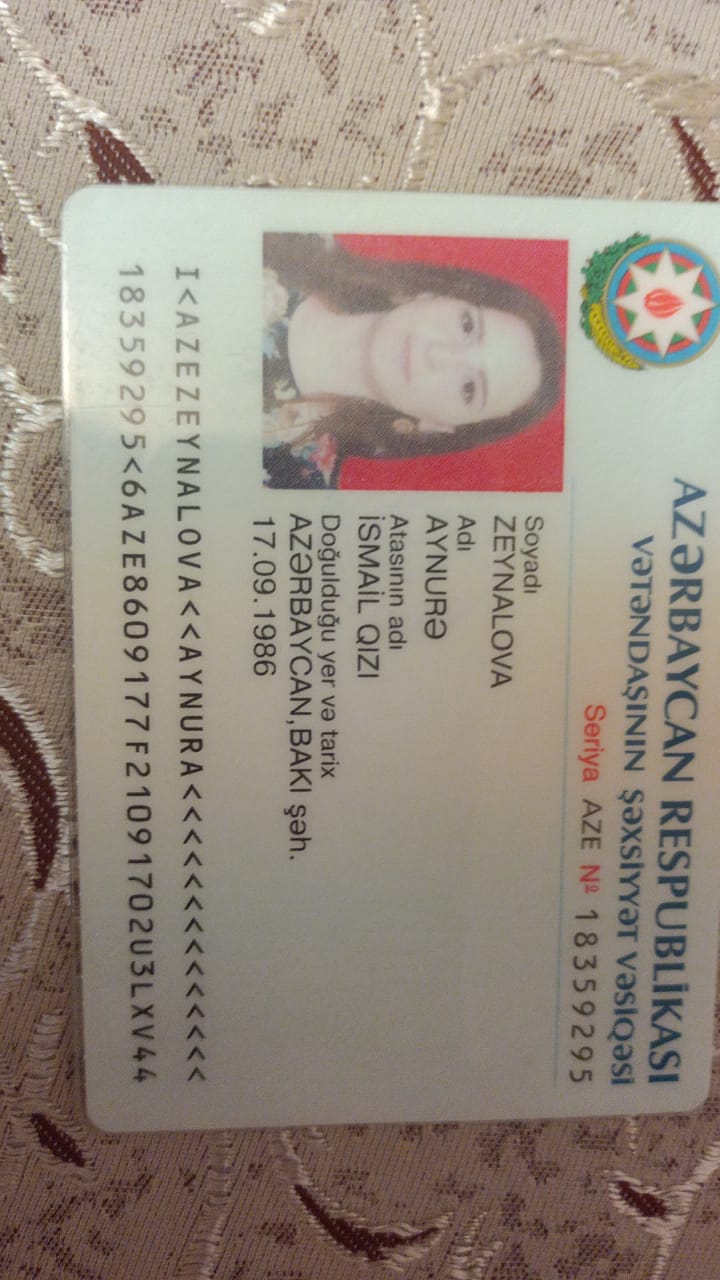 AZƏRBAYCAN RESPUBLİKASI
VƏTƏNDAŞININ ŞƏXSİYYƏT VƏSİQƏSİ
Seriya AZE № 18359295
Soyadı
ZEYNALOVA
Adı
AYNURƏ
Atasının adı
İSMAİL QIZI
Doğulduğu yer və tarix
AZƏRBAYCAN,BAKI şəh.
17.09.1986
I<AZEZEYNALOVA<<AYNURA<<<<<<<<<<<<<<
18359295<6AZE8609177F21091702U3LXV44